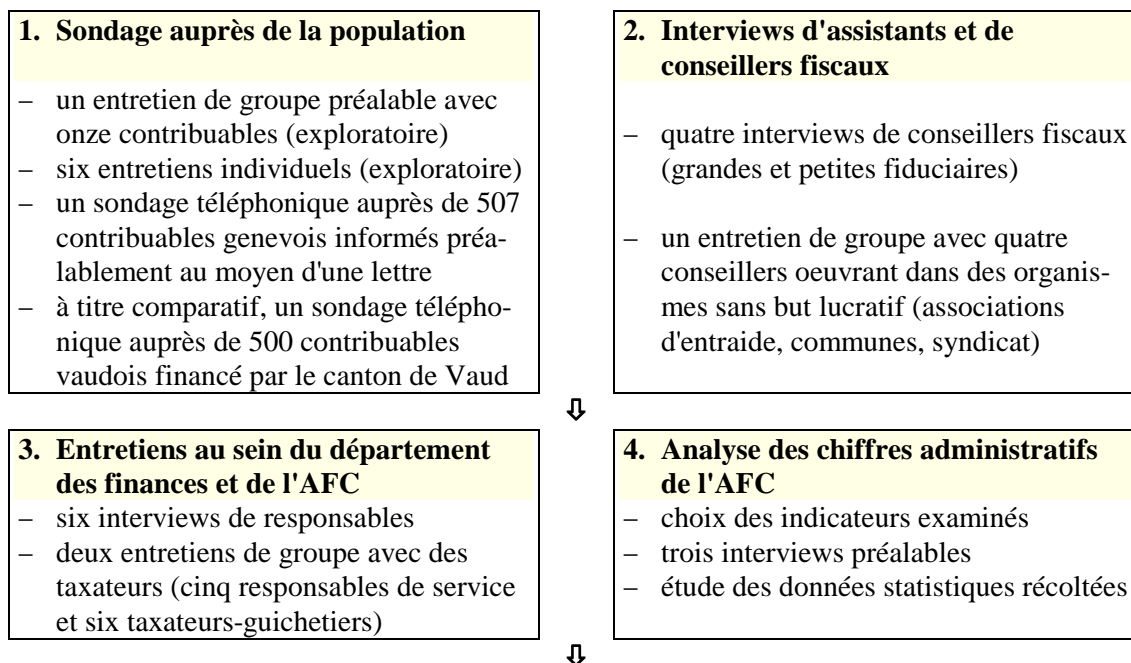 1. Sondage auprès de la population
– un entretien de groupe préalable avec
onze contribuables (exploratoire)
– six entretiens individuels (exploratoire)
– un sondage téléphonique auprès de 507
contribuables genevois informés préa-
lablement au moyen d'une lettre
– à titre comparatif, un sondage télépho-
nique auprès de 500 contribuables
vaudois financé par le canton de Vaud
2. Interviews d'assistants et de
conseillers fiscaux
– quatre interviews de conseillers fiscaux
(grandes et petites fiduciaires)
– un entretien de groupe avec quatre
conseillers oeuvrant dans des organis-
mes sans but lucratif (associations
d'entraide, communes, syndicat)
⇩
3. Entretiens au sein du département
des finances et de l'AFC
– six interviews de responsables
– deux entretiens de groupe avec des
taxateurs (cinq responsables de service
et six taxateurs-guichetiers)
4. Analyse des chiffres administratifs
de l'AFC
– choix des indicateurs examinés
– trois interviews préalables
– étude des données statistiques récoltées
⇩